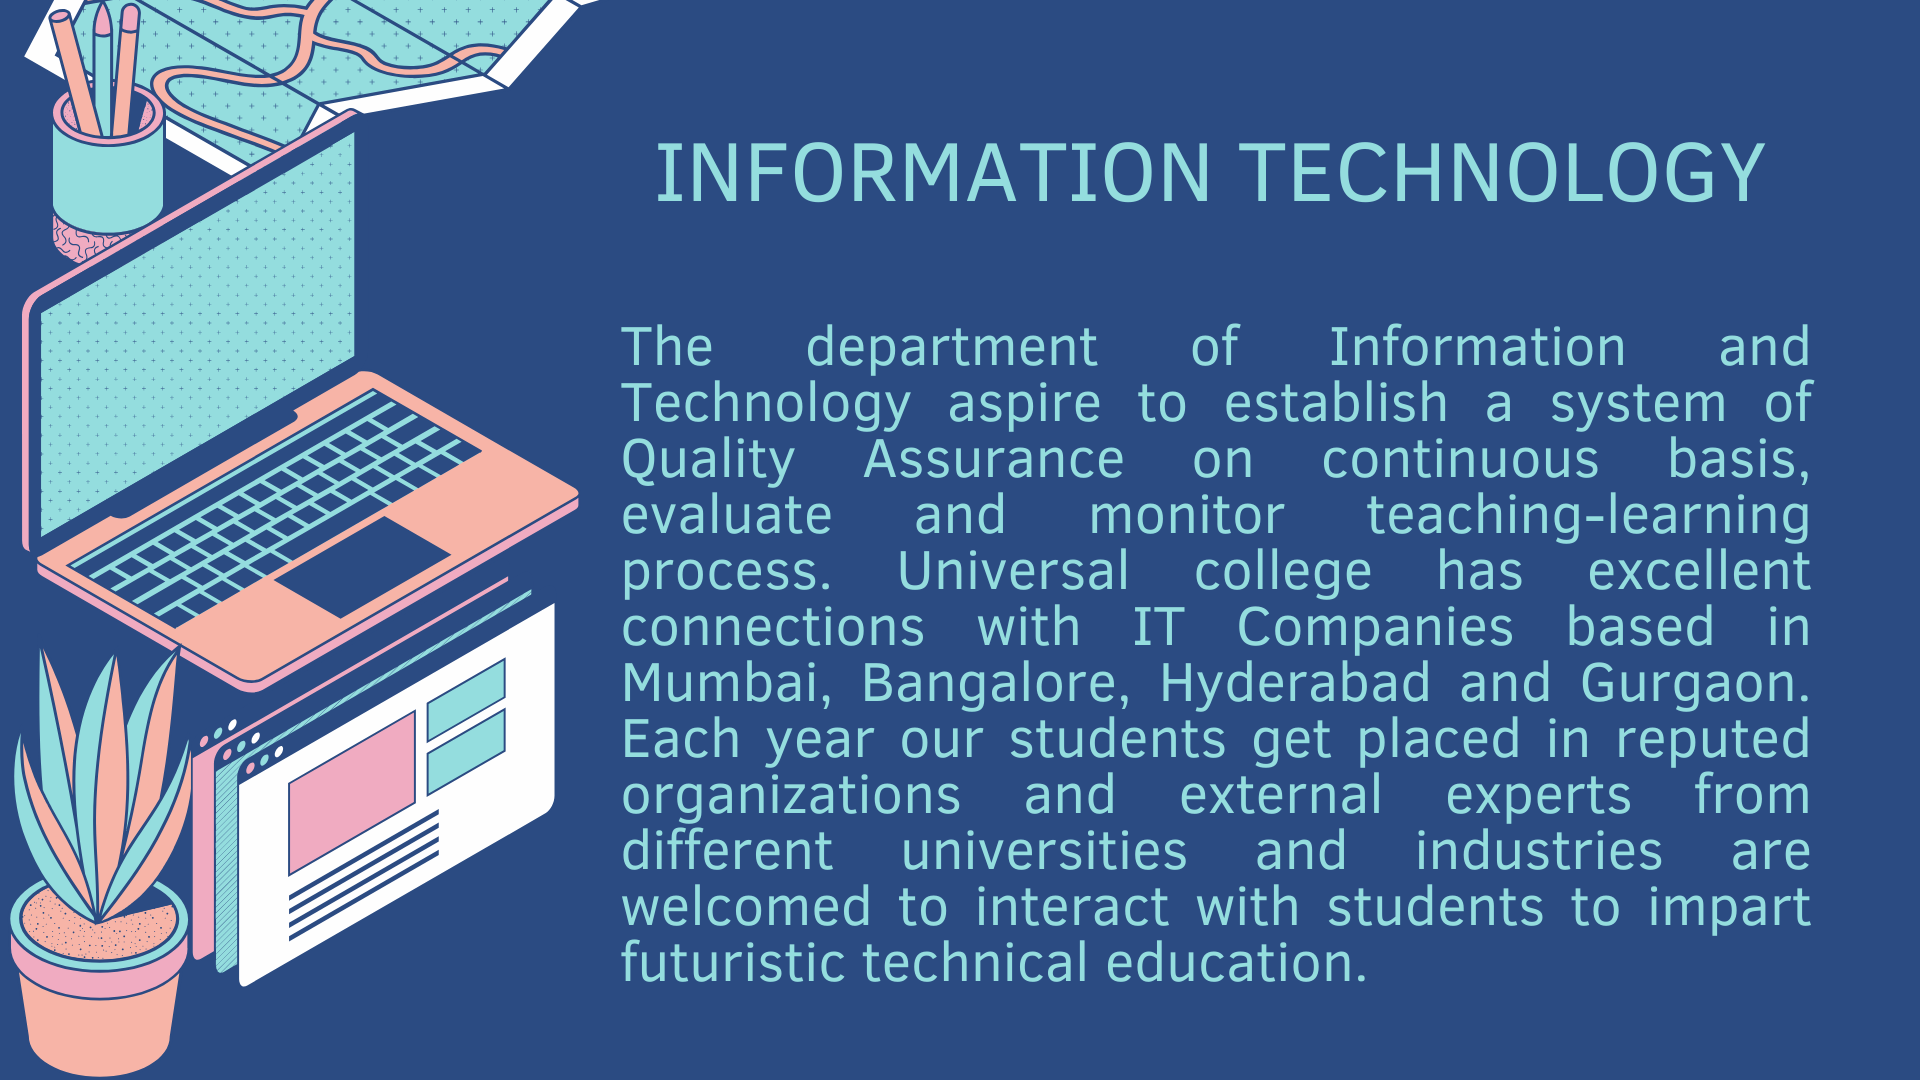 INFORMATION TECHNOLOGY
The department of Information and
Technology aspire to establish a system of
Quality Assurance on continuous basis,
evaluate and monitor teaching-learning
process. Universal college has excellent
connections with IT Companies based in
Mumbai, Bangalore, Hyderabad and Gurgaon.
Each year our students get placed in reputed
organizations and external experts from
different universities and industries are
welcomed to interact with students to impart
futuristic technical education.